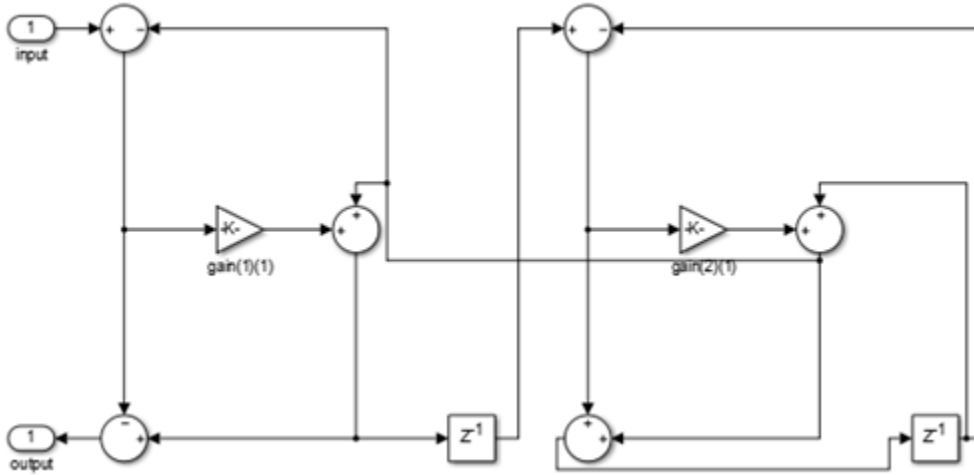 1
input
+
−
+
−
-K-
gain(1)(1)
+
+
-K-
gain(2)(1)
+
+
1
output
−
+
Z-1
+
+
Z-1